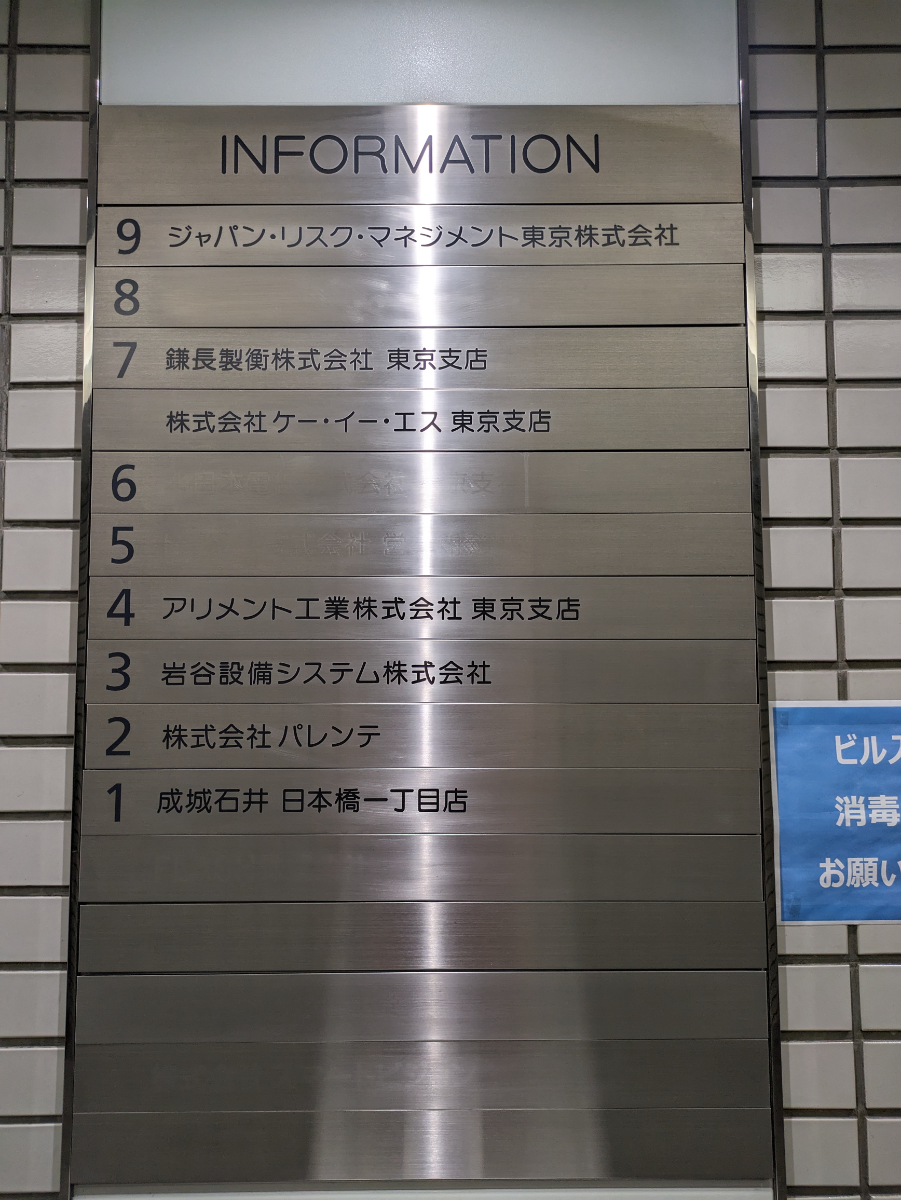 INFORMATION
9 ジャパン・リスク・マネジメント東京株式会社
8
7 鎌長製衡株式会社 東京支店
株式会社ケー・イー・エス 東京支店
6
5
4 アリメント工業株式会社 東京支店
3 岩谷設備システム株式会社
2 株式会社パレンテ
1 成城石井 日本橋一丁目店
ビル
消毒
お願い